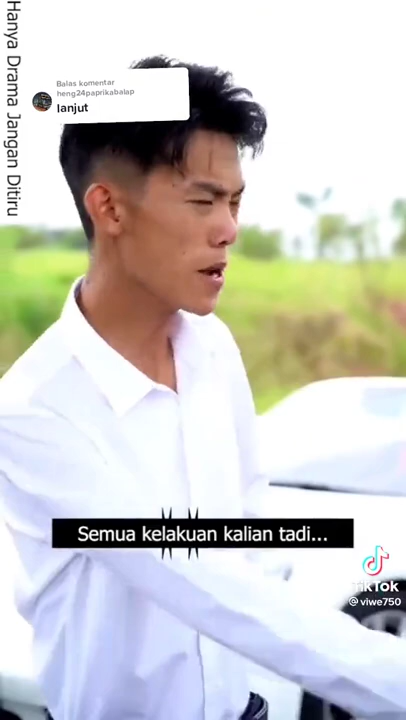 Hanya Drama Jangan Ditiru
Balas komentar
heng24paprikabalap
lanjut
Semua kelakuan kalian tadi...
TikTok
@viwe750